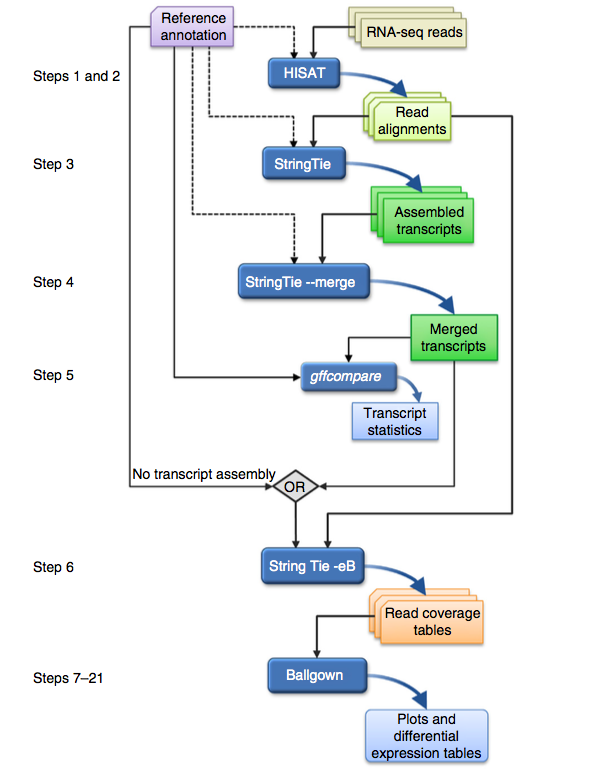 Reference
annotation
RNA-seq reads
Steps 1 and 2
HISAT
Read
alignments
Step 3
StringTie
Assembled
transcripts
Step 4
StringTie --merge
Merged
transcripts
Step 5
gffcompare
Transcript
statistics
No transcript assembly
OR
Step 6
String Tie -eB
Read coverage
tables
Steps 7–21
Ballgown
Plots and
differential
expression tables